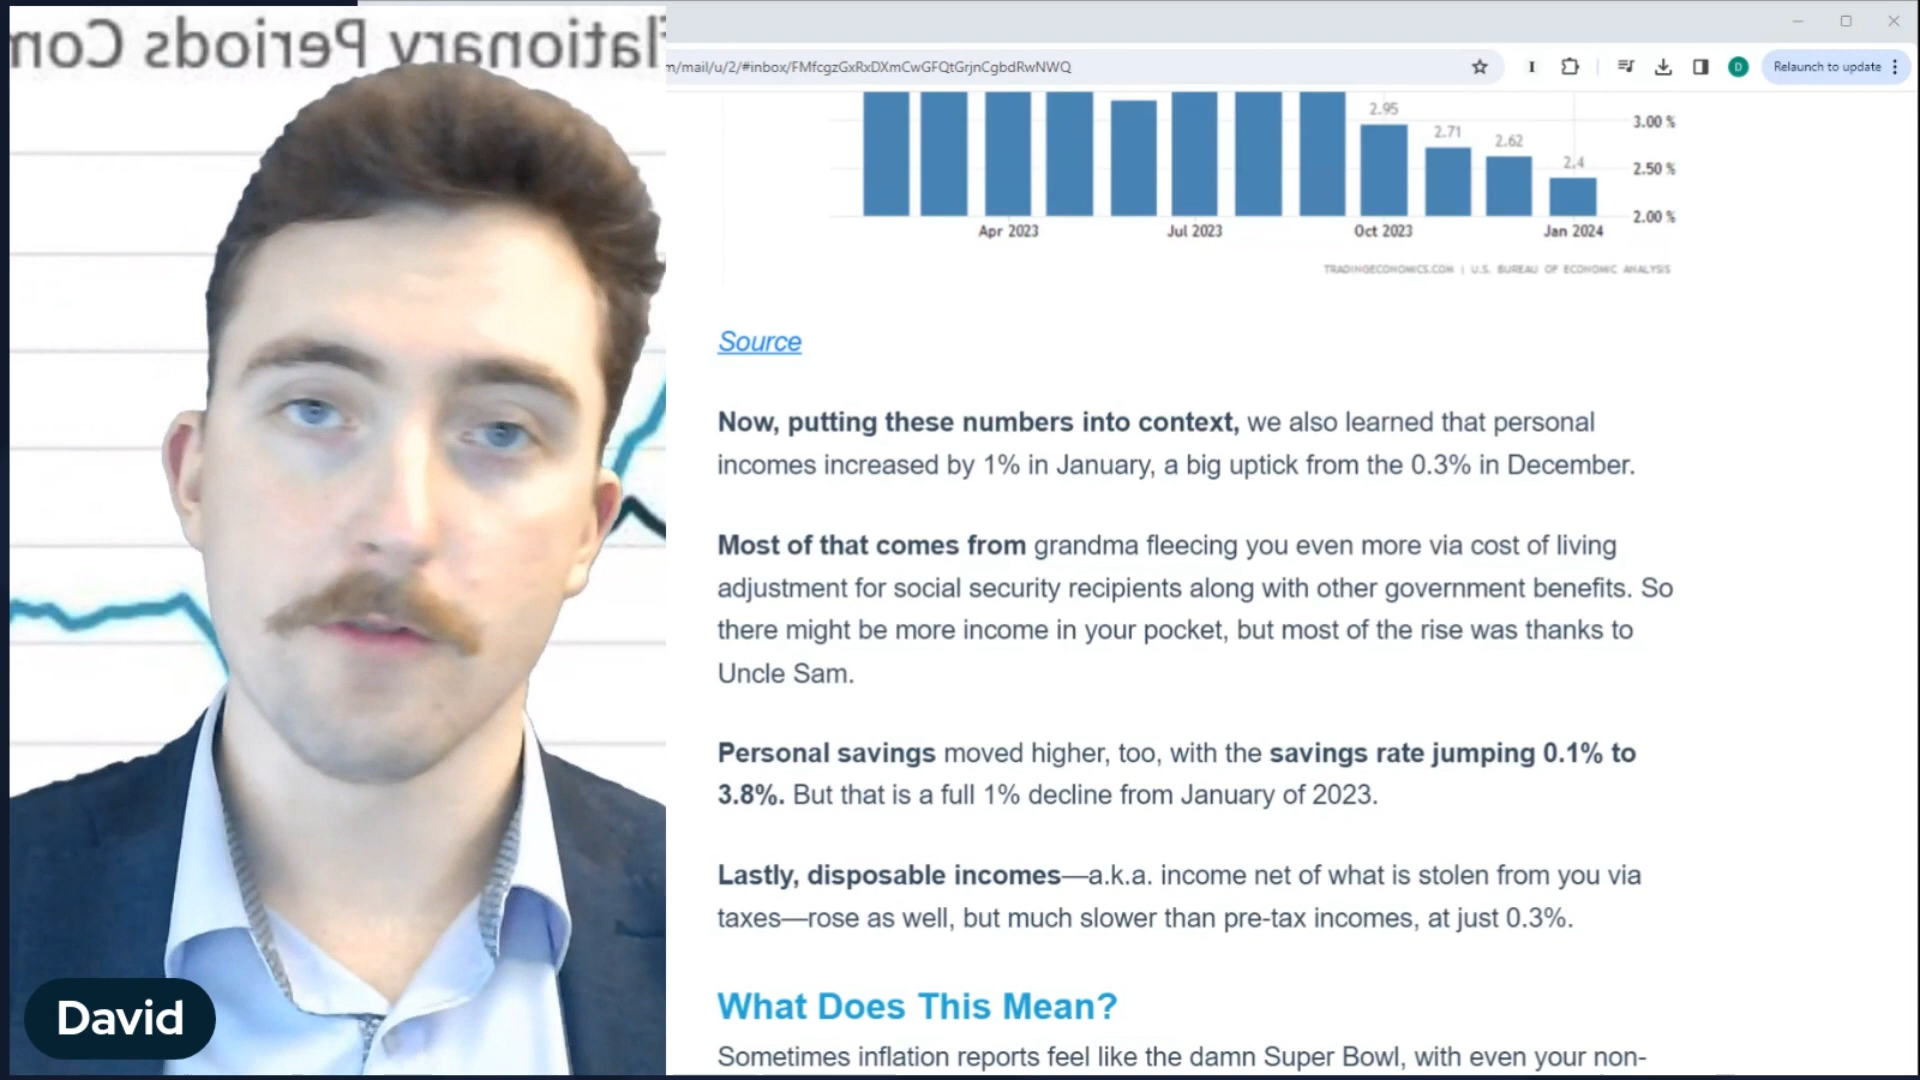 flationary Periods Com
m/mail/u/2/#inbox/FMfcgzGxRxDXmCwGFQtGrjnCgbdRwNWQ
Relaunch to update
D
2.95
2.71
2.62
2.4
3.00 %
2.50 %
2.00 %
Apr 2023
Jul 2023
Oct 2023
Jan 2024
TRADINGECONOMICS.COM | U.S. BUREAU OF ECONOMIC ANALYSIS
Source
Now, putting these numbers into context, we also learned that personal
incomes increased by 1% in January, a big uptick from the 0.3% in December.
Most of that comes from grandma fleecing you even more via cost of living
adjustment for social security recipients along with other government benefits. So
there might be more income in your pocket, but most of the rise was thanks to
Uncle Sam.
Personal savings moved higher, too, with the savings rate jumping 0.1% to
3.8%. But that is a full 1% decline from January of 2023.
Lastly, disposable incomes—a.k.a. income net of what is stolen from you via
taxes—rose as well, but much slower than pre-tax incomes, at just 0.3%.
What Does This Mean?
Sometimes inflation reports feel like the damn Super Bowl, with even your non-
David